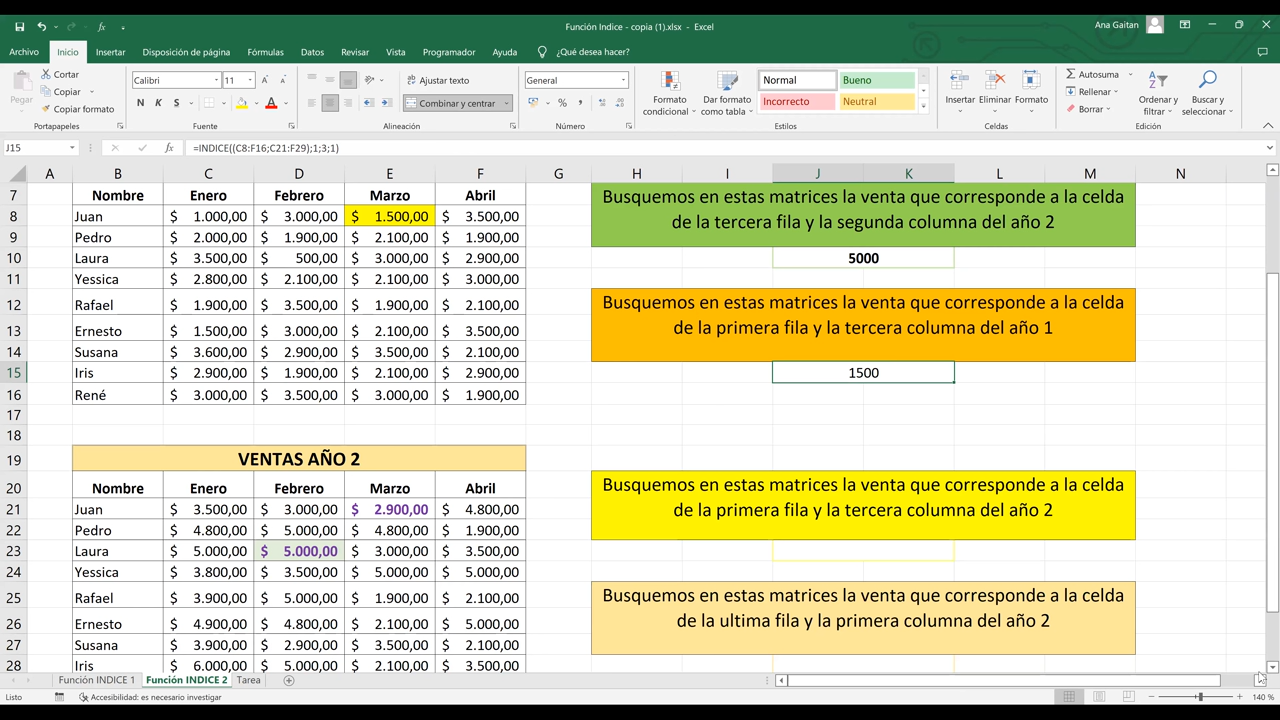 Función Indice - copia (1).xlsx - Excel
Ana Gaitan
Archivo Inicio Insertar Disposición de página Fórmulas Datos Revisar Vista Programador Ayuda ¿Qué desea hacer?
Pegar
Cortar
Copiar
Copiar formato
Portapapeles
Calibri 11
N K S
Fuente
Ajustar texto
Combinar y centrar
Alineación
General
Número
Formato condicional
Dar formato como tabla
Normal Bueno
Incorrecto Neutral
Estilos
Insertar Eliminar Formato
Celdas
Autosuma
Rellenar
Borrar
Ordenar y filtrar
Buscar y seleccionar
Edición
J15 fx =INDICE((C8:F16;C21:F29);1;3;1)
A B C D E F G H I J K L M N
7 Nombre Enero Febrero Marzo Abril
8 Juan $ 1.000,00 $ 3.000,00 $ 1.500,00 $ 3.500,00
9 Pedro $ 2.000,00 $ 1.900,00 $ 2.100,00 $ 1.900,00
10 Laura $ 3.500,00 $ 500,00 $ 3.000,00 $ 2.900,00
11 Yessica $ 2.800,00 $ 2.100,00 $ 2.100,00 $ 3.000,00
12 Rafael $ 1.900,00 $ 3.500,00 $ 1.900,00 $ 2.100,00
13 Ernesto $ 1.500,00 $ 3.000,00 $ 2.100,00 $ 3.500,00
14 Susana $ 3.600,00 $ 2.900,00 $ 3.500,00 $ 2.100,00
15 Iris $ 2.900,00 $ 1.900,00 $ 2.100,00 $ 2.900,00
16 René $ 3.000,00 $ 3.500,00 $ 3.000,00 $ 1.900,00
17
18
19 VENTAS AÑO 2
20 Nombre Enero Febrero Marzo Abril
21 Juan $ 3.500,00 $ 3.000,00 $ 2.900,00 $ 4.800,00
22 Pedro $ 4.800,00 $ 5.000,00 $ 4.800,00 $ 1.900,00
23 Laura $ 5.000,00 $ 5.000,00 $ 3.000,00 $ 3.500,00
24 Yessica $ 3.800,00 $ 3.500,00 $ 5.000,00 $ 5.000,00
25 Rafael $ 3.900,00 $ 5.000,00 $ 1.900,00 $ 2.100,00
26 Ernesto $ 4.900,00 $ 4.800,00 $ 2.100,00 $ 5.000,00
27 Susana $ 3.900,00 $ 2.900,00 $ 3.500,00 $ 2.100,00
28 Iris $ 6.000,00 $ 5.000,00 $ 2.100,00 $ 3.500,00
Busquemos en estas matrices la venta que corresponde a la celda
de la tercera fila y la segunda columna del año 2
5000
Busquemos en estas matrices la venta que corresponde a la celda
de la primera fila y la tercera columna del año 1
1500
Busquemos en estas matrices la venta que corresponde a la celda
de la primera fila y la tercera columna del año 2
Busquemos en estas matrices la venta que corresponde a la celda
de la ultima fila y la primera columna del año 2
Función INDICE 1 Función INDICE 2 Tarea
Listo Accesibilidad: es necesario investigar 140 %